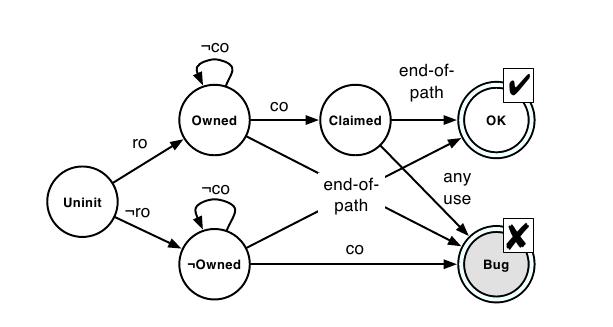 ¬co
end-of-
path
✔
Owned
co
Claimed
OK
ro
Uninit
¬co
end-of-
path
any
use
¬ro
✘
¬Owned
co
Bug